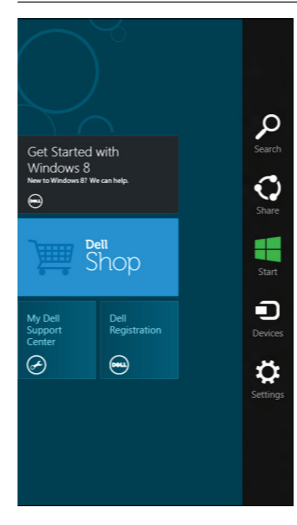 Get Started with
Windows 8
New to Windows 8? We can help.
DELL
Dell
Shop
My Dell
Support
Center
Dell
Registration
DELL
Search
Share
Start
Devices
Settings